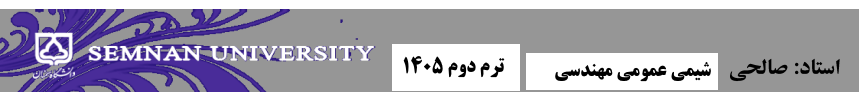 استاد: صالحی شیمی عمومی مهندسی ترم دوم ۱۴۰۵
SEMNAN UNIVERSITY